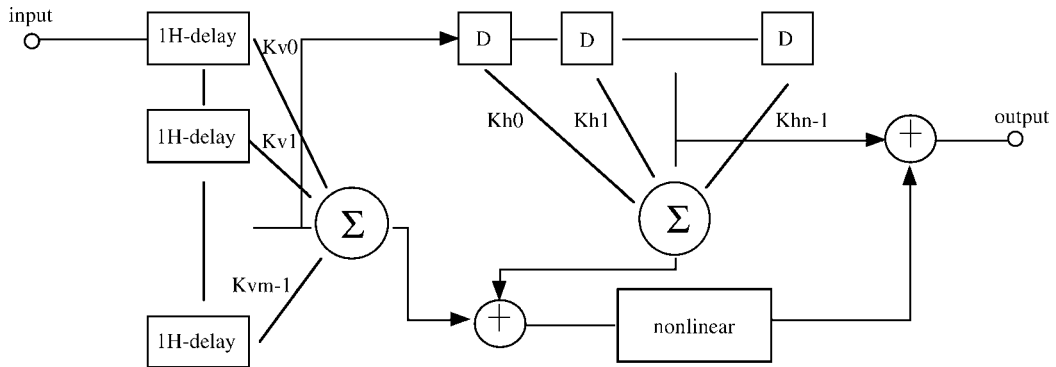 input
1H-delay
Kv0
D
D
D
1H-delay
Kv1
Kh0
Kh1
Khn-1
+
output
Σ
Σ
Kvm-1
+
nonlinear
1H-delay